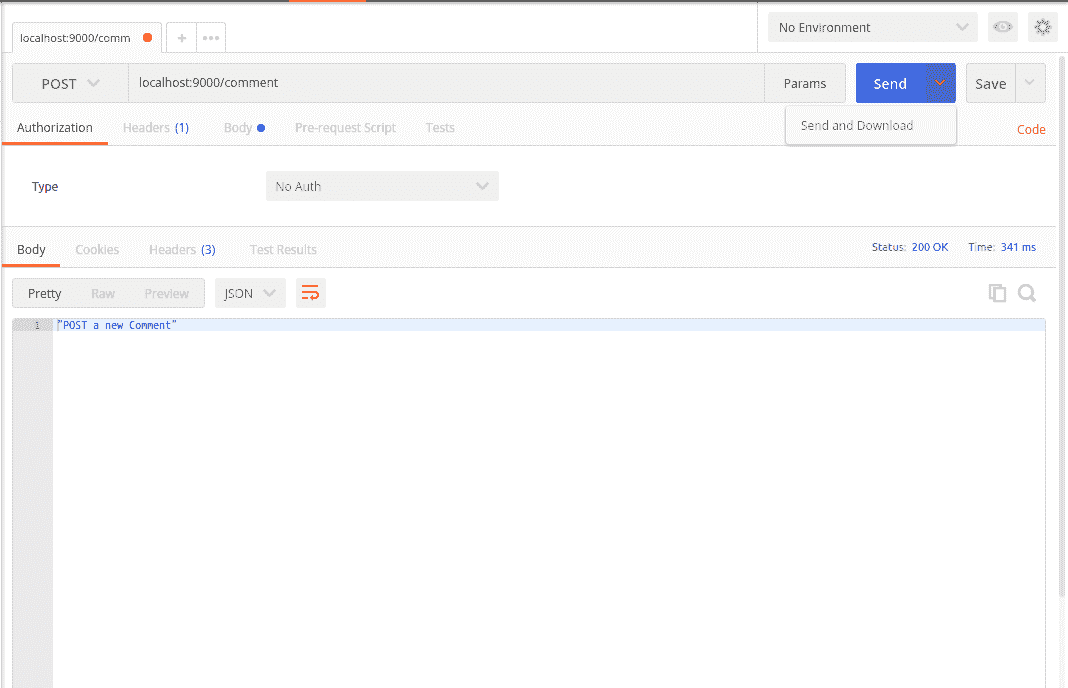 localhost:9000/comm
No Environment
POST localhost:9000/comment Params Send Save
Send and Download
Authorization Headers (1) Body Pre-request Script Tests Code
Type No Auth
Body Cookies Headers (3) Test Results Status: 200 OK Time: 341 ms
Pretty Raw Preview JSON
1 "POST a new Comment"